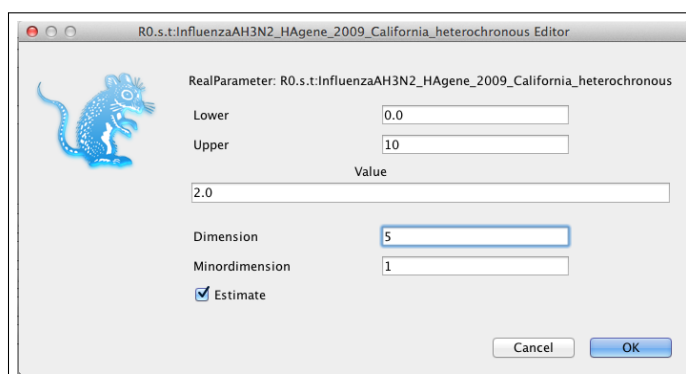 R0.s.t:InfluenzaAH3N2_HAgene_2009_California_heterochronous Editor
RealParameter: R0.s.t:InfluenzaAH3N2_HAgene_2009_California_heterochronous
Lower 0.0
Upper 10
Value
2.0
Dimension 5
Minordimension 1
Estimate
Cancel OK